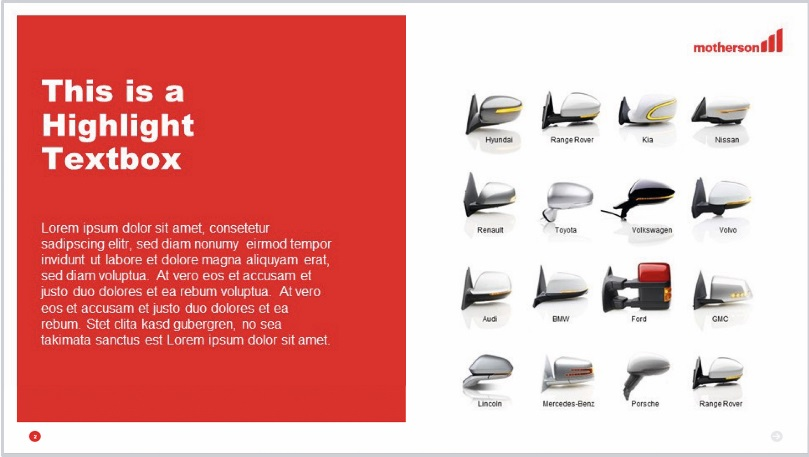 This is a
Highlight
Textbox
Lorem ipsum dolor sit amet, consetetur
sadipscing elitr, sed diam nonumy eirmod tempor
invidunt ut labore et dolore magna aliquyam erat,
sed diam voluptua. At vero eos et accusam et
justo duo dolores et ea rebum voluptua. At vero
eos et accusam et justo duo dolores et ea
rebum. Stet clita kasd gubergren, no sea
takimata sanctus est Lorem ipsum dolor sit amet.
2
motherson
Hyundai Range Rover Kia Nissan
Renault Toyota Volkswagen Volvo
Audi BMW Ford GMC
Lincoln Mercedes-Benz Porsche Range Rover